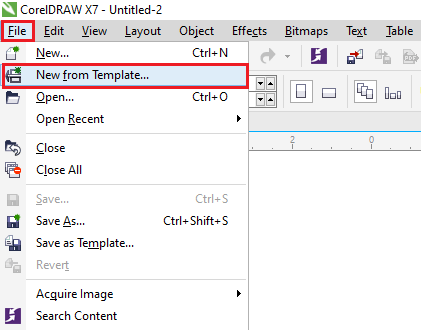 CorelDRAW X7 - Untitled-2
File Edit View Layout Object Effects Bitmaps Text T
New... Ctrl+N
New from Template...
Open... Ctrl+O
Open Recent
Close
Close All
Save... Ctrl+S
Save As... Ctrl+Shift+S
Save as Template...
Revert
Acquire Image
Search Content
2 0